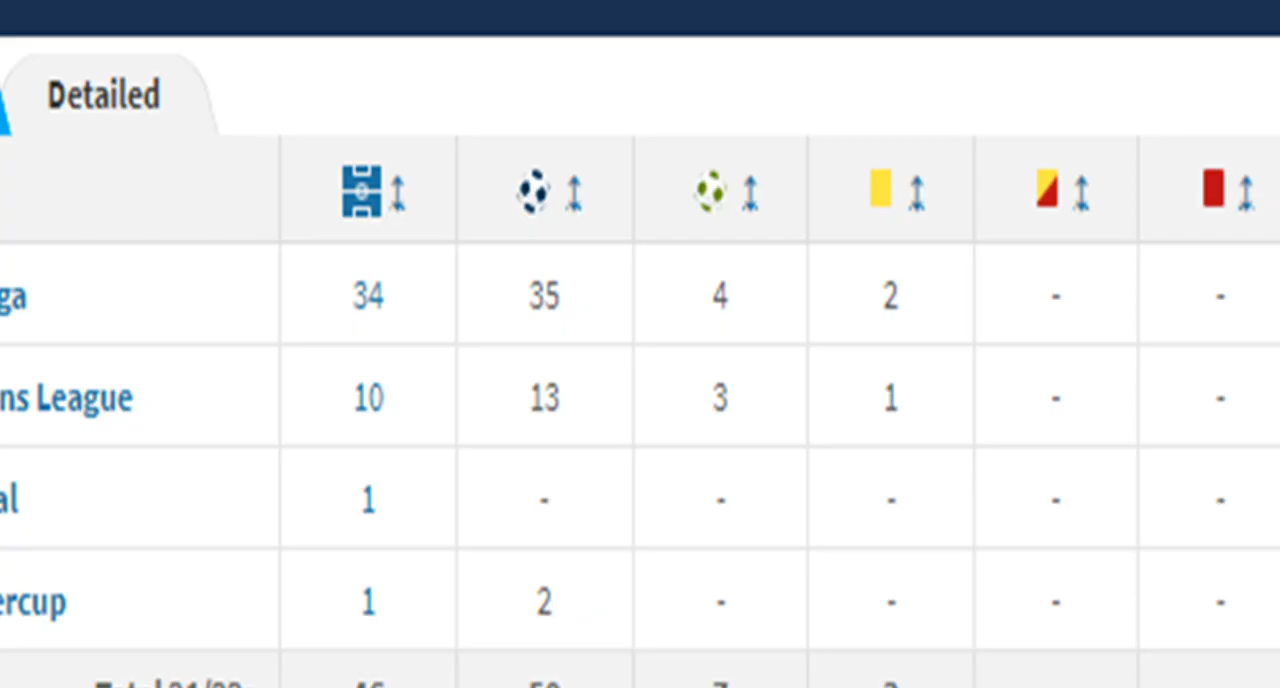 Detailed
ga 34 35 4 2 - -
ns League 10 13 3 1 - -
al 1 - - - - -
ercup 1 2 - - - -